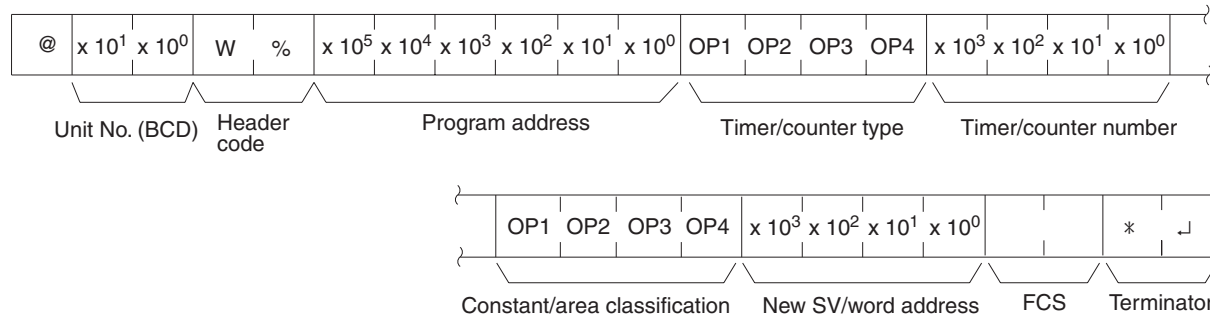 @ x 10¹ x 10⁰ W % x 10⁵ x 10⁴ x 10³ x 10² x 10¹ x 10⁰ OP1 OP2 OP3 OP4 x 10³ x 10² x 10¹ x 10⁰
Unit No. (BCD) Header code Program address Timer/counter type Timer/counter number
OP1 OP2 OP3 OP4 x 10³ x 10² x 10¹ x 10⁰ * ↵
Constant/area classification New SV/word address FCS Terminator